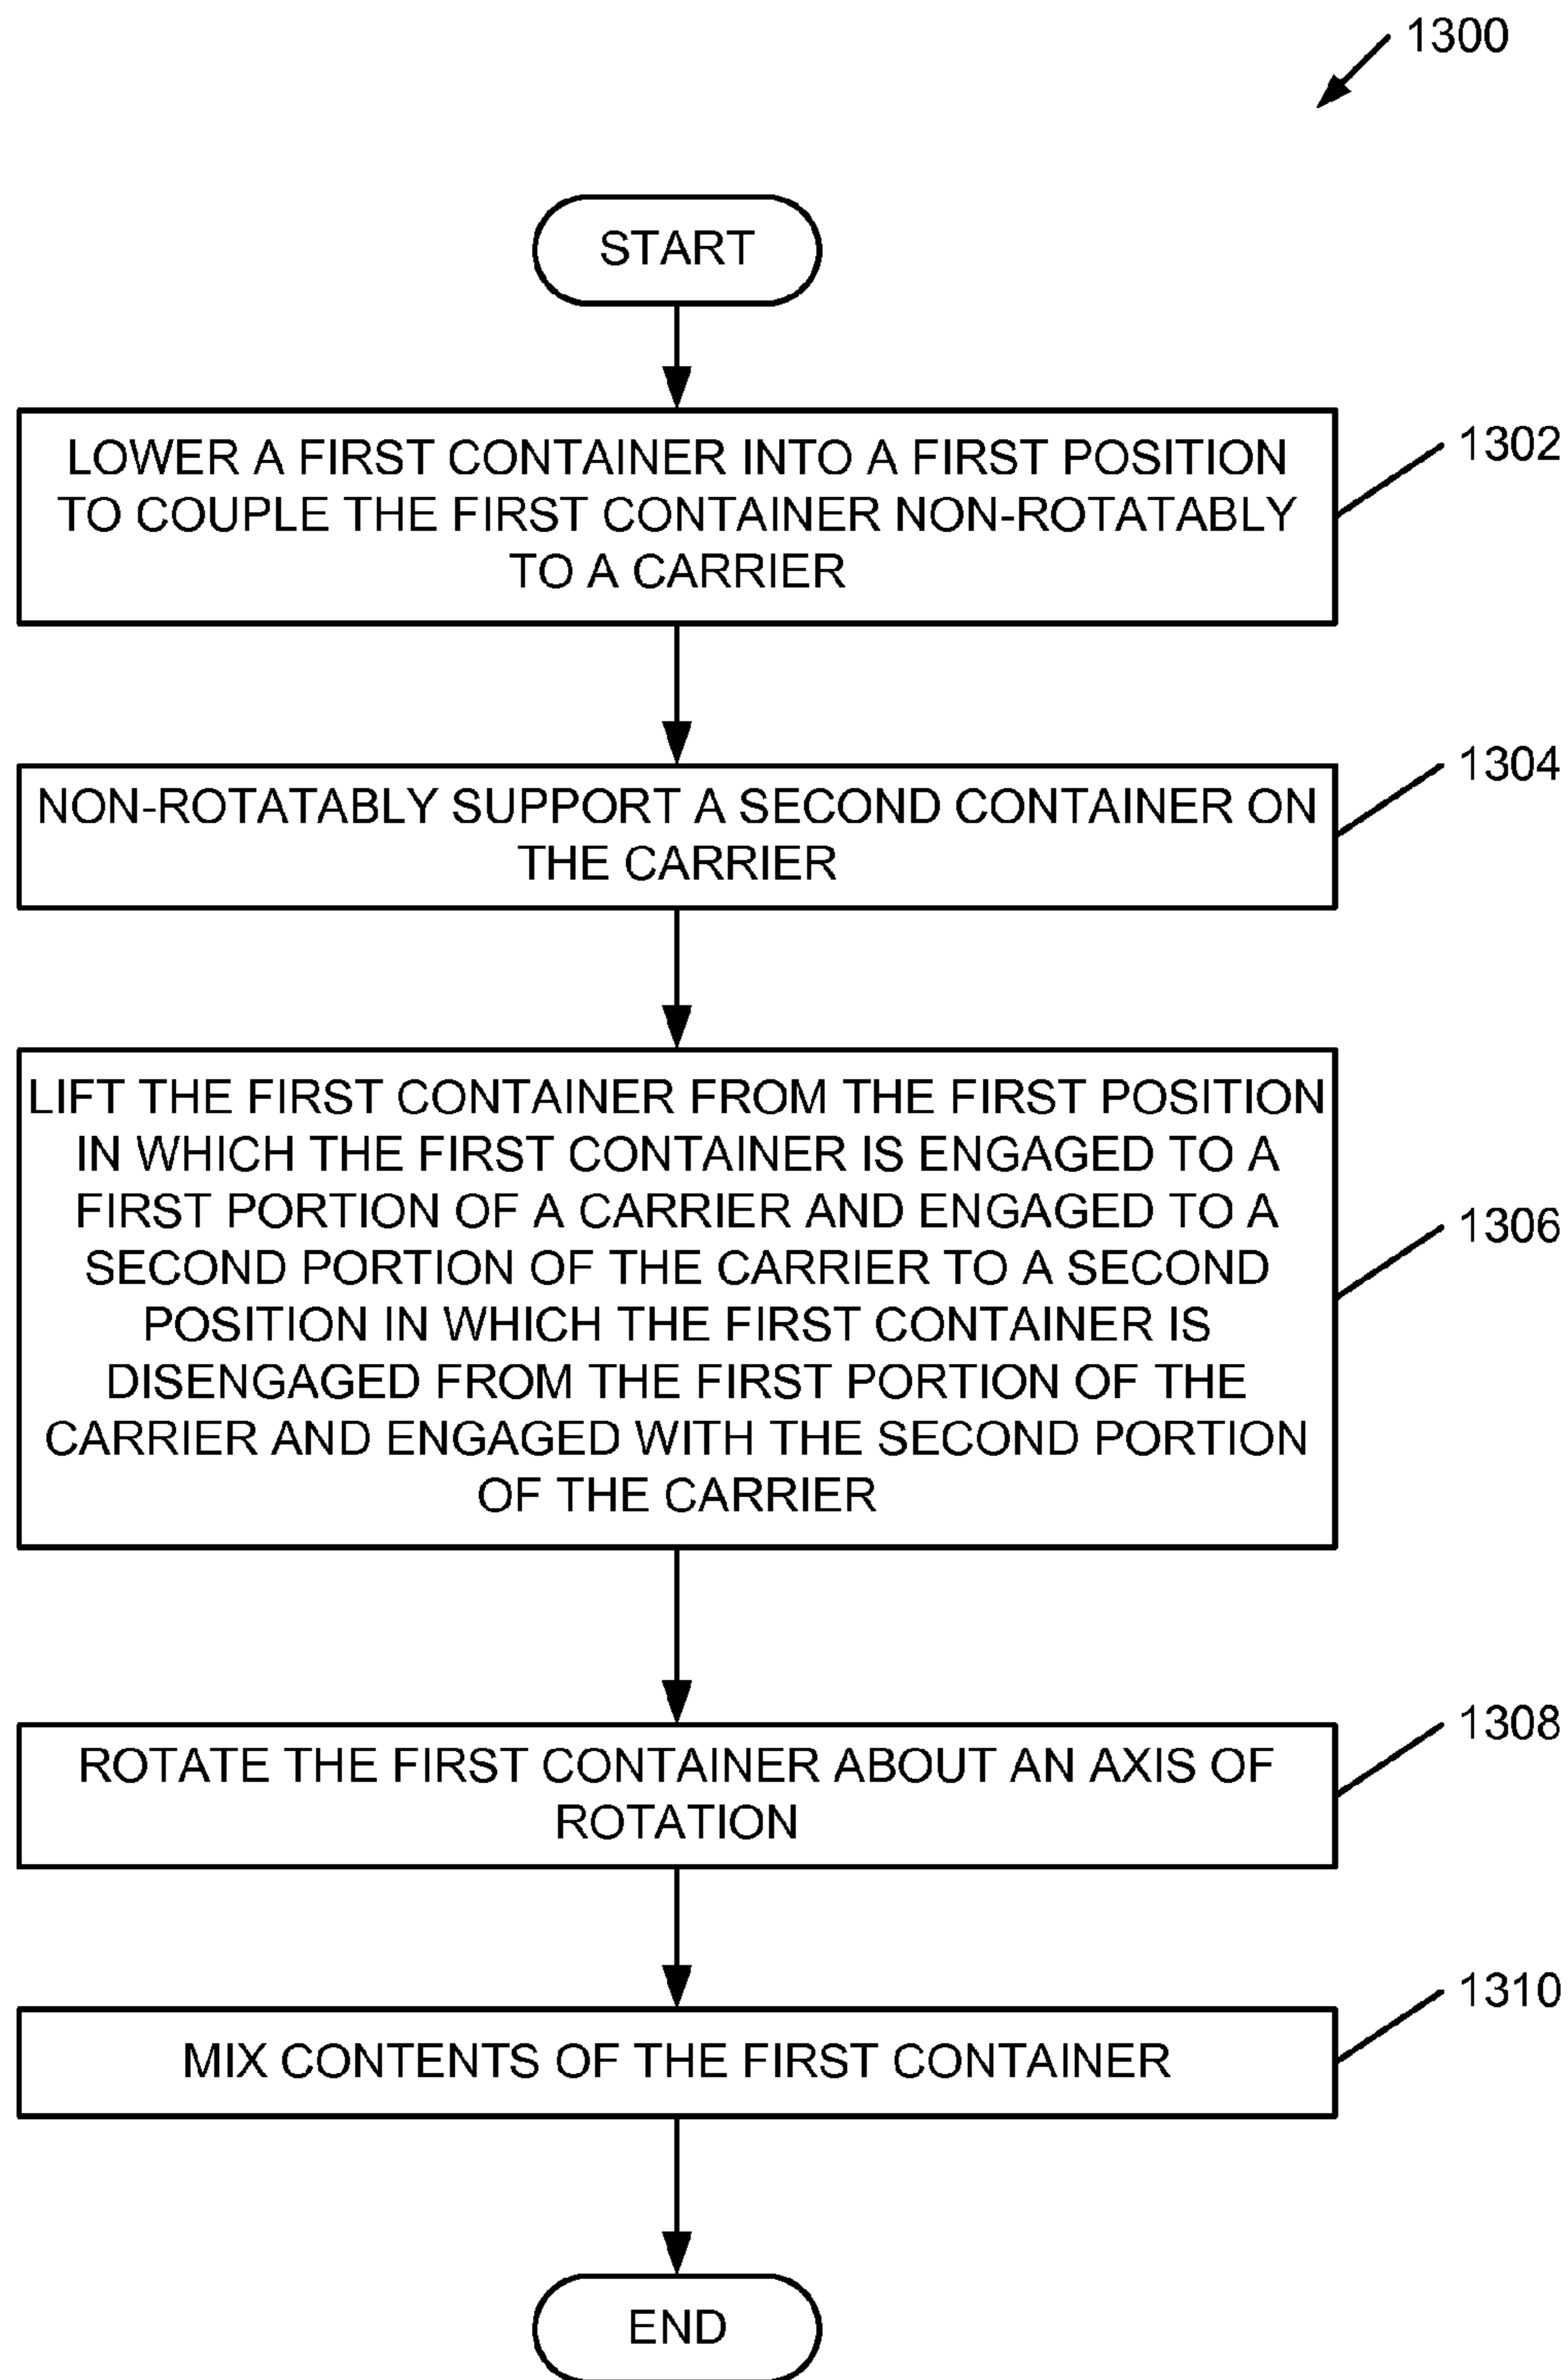 1300
START
LOWER A FIRST CONTAINER INTO A FIRST POSITION
TO COUPLE THE FIRST CONTAINER NON-ROTATABLY
TO A CARRIER
1302
NON-ROTATABLY SUPPORT A SECOND CONTAINER ON
THE CARRIER
1304
LIFT THE FIRST CONTAINER FROM THE FIRST POSITION
IN WHICH THE FIRST CONTAINER IS ENGAGED TO A
FIRST PORTION OF A CARRIER AND ENGAGED TO A
SECOND PORTION OF THE CARRIER TO A SECOND
POSITION IN WHICH THE FIRST CONTAINER IS
DISENGAGED FROM THE FIRST PORTION OF THE
CARRIER AND ENGAGED WITH THE SECOND PORTION
OF THE CARRIER
1306
ROTATE THE FIRST CONTAINER ABOUT AN AXIS OF
ROTATION
1308
MIX CONTENTS OF THE FIRST CONTAINER
1310
END